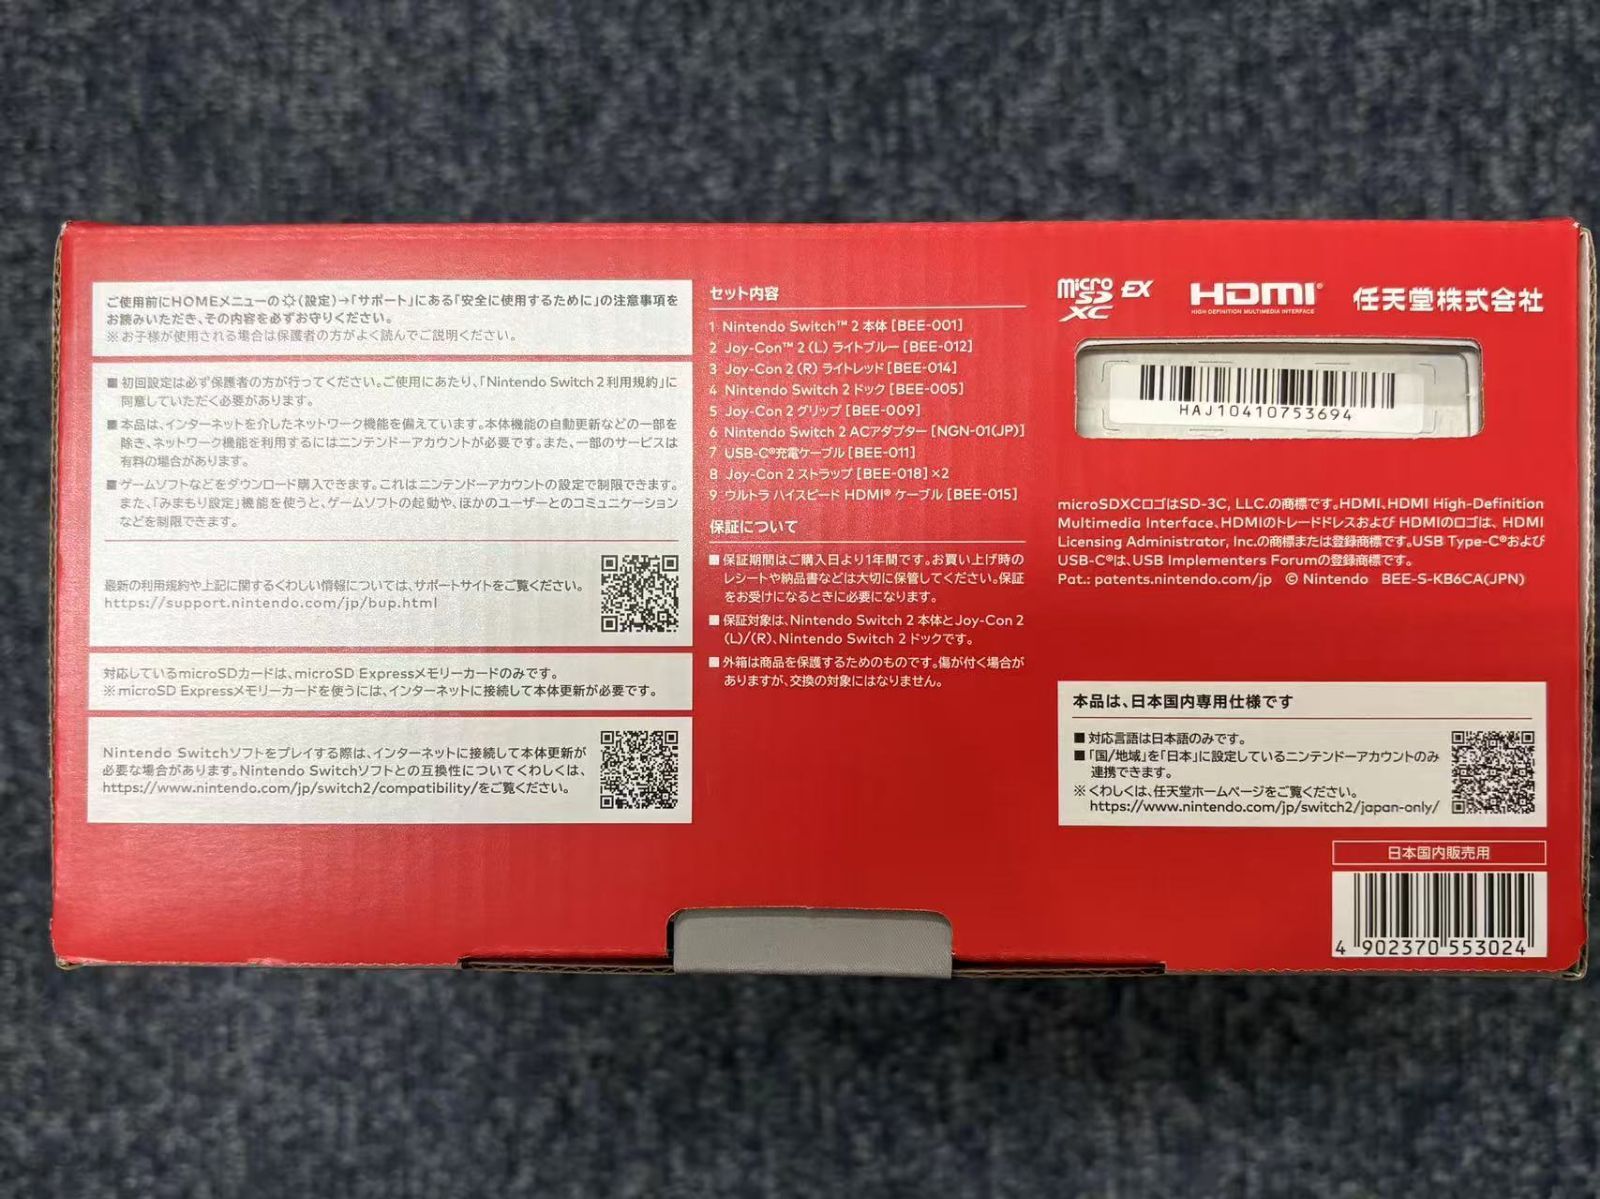 ご使用前にHOMEメニューの(設定)→「サポート」にある「安全に使用するために」の注意事項を
お読みいただき、その内容を必ずお守りください。
※お子様が使用される場合は保護者の方がよく読んでご説明ください。
■初回設定は必ず保護者の方が行ってください。ご使用にあたり、「Nintendo Switch 2 利用規約」に
同意していただく必要があります。
■本品は、インターネットを介したネットワーク機能を備えています。本体機能の自動更新などの一部を
除き、ネットワーク機能を利用するにはニンテンドーアカウントが必要です。また、一部のサービスは
有料の場合があります。
■ゲームソフトなどをダウンロード購入できます。これはニンテンドーアカウントの設定で制限できます。
また、「みまもり設定」機能を使うと、ゲームソフトの起動や、ほかのユーザーとのコミュニケーション
などを制限できます。
最新の利用規約や上記に関するくわしい情報については、サポートサイトをご覧ください。
https://support.nintendo.com/jp/bup.html
対応しているmicroSDカードは、microSD Expressメモリーカードのみです。
※microSD Expressメモリーカードを使うには、インターネットに接続して本体更新が必要です。
Nintendo Switchソフトをプレイする際は、インターネットに接続して本体更新が
必要な場合があります。Nintendo Switchソフトとの互換性についてくわしくは、
https://www.nintendo.com/jp/switch2/compatibility/をご覧ください。
セット内容
1 Nintendo Switch™ 2 本体 [BEE-001]
2 Joy-Con™ 2 (L) ライトブルー [BEE-012]
3 Joy-Con 2 (R) ライトレッド [BEE-014]
4 Nintendo Switch 2 ドック [BEE-005]
5 Joy-Con 2 グリップ [BEE-009]
6 Nintendo Switch 2 ACアダプター [NGN-01(JP)]
7 USB-C®充電ケーブル [BEE-011]
8 Joy-Con 2 ストラップ [BEE-018] ×2
9 ウルトラ ハイスピード HDMI® ケーブル [BEE-015]
保証について
■保証期間はご購入日より1年間です。お買い上げ時の
レシートや納品書などは大切に保管してください。保証
をお受けになるときに必要になります。
■保証対象は、Nintendo Switch 2 本体とJoy-Con 2
(L)/(R)、Nintendo Switch 2 ドックです。
■外箱は商品を保護するためのものです。傷が付く場合が
ありますが、交換の対象にはなりません。
micro SD XC EX
HDMI®
HIGH DEFINITION MULTIMEDIA INTERFACE
任天堂株式会社
HAJ10410753694
microSDXCロゴはSD-3C, LLC.の商標です。HDMI、HDMI High-Definition
Multimedia Interface、HDMIのトレードドレスおよび HDMIのロゴは、HDMI
Licensing Administrator, Inc.の商標または登録商標です。USB Type-C®および
USB-C®は、USB Implementers Forumの登録商標です。
Pat.: patents.nintendo.com/jp © Nintendo BEE-S-KB6CA(JPN)
本品は、日本国内専用仕様です
■対応言語は日本語のみです。
■「国/地域」を「日本」に設定しているニンテンドーアカウントのみ
連携できます。
※くわしくは、任天堂ホームページをご覧ください。
https://www.nintendo.com/jp/switch2/japan-only/
日本国内販売用
4 902370 553024